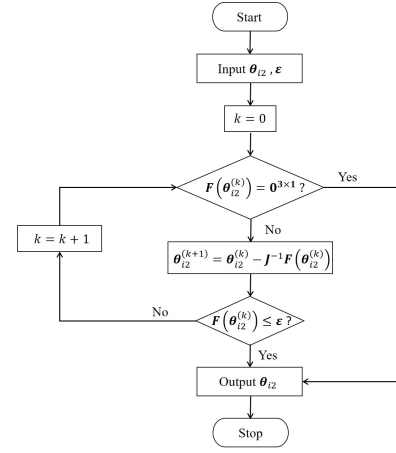 Start
Input θ_{i2} , ε
k = 0
F(θ_{i2}^{(k)}) = 0^{3×1} ?
Yes
No
k = k + 1
θ_{i2}^{(k+1)} = θ_{i2}^{(k)} − J^{−1}F(θ_{i2}^{(k)})
No
F(θ_{i2}^{(k)}) ≤ ε ?
Yes
Output θ_{i2}
Stop